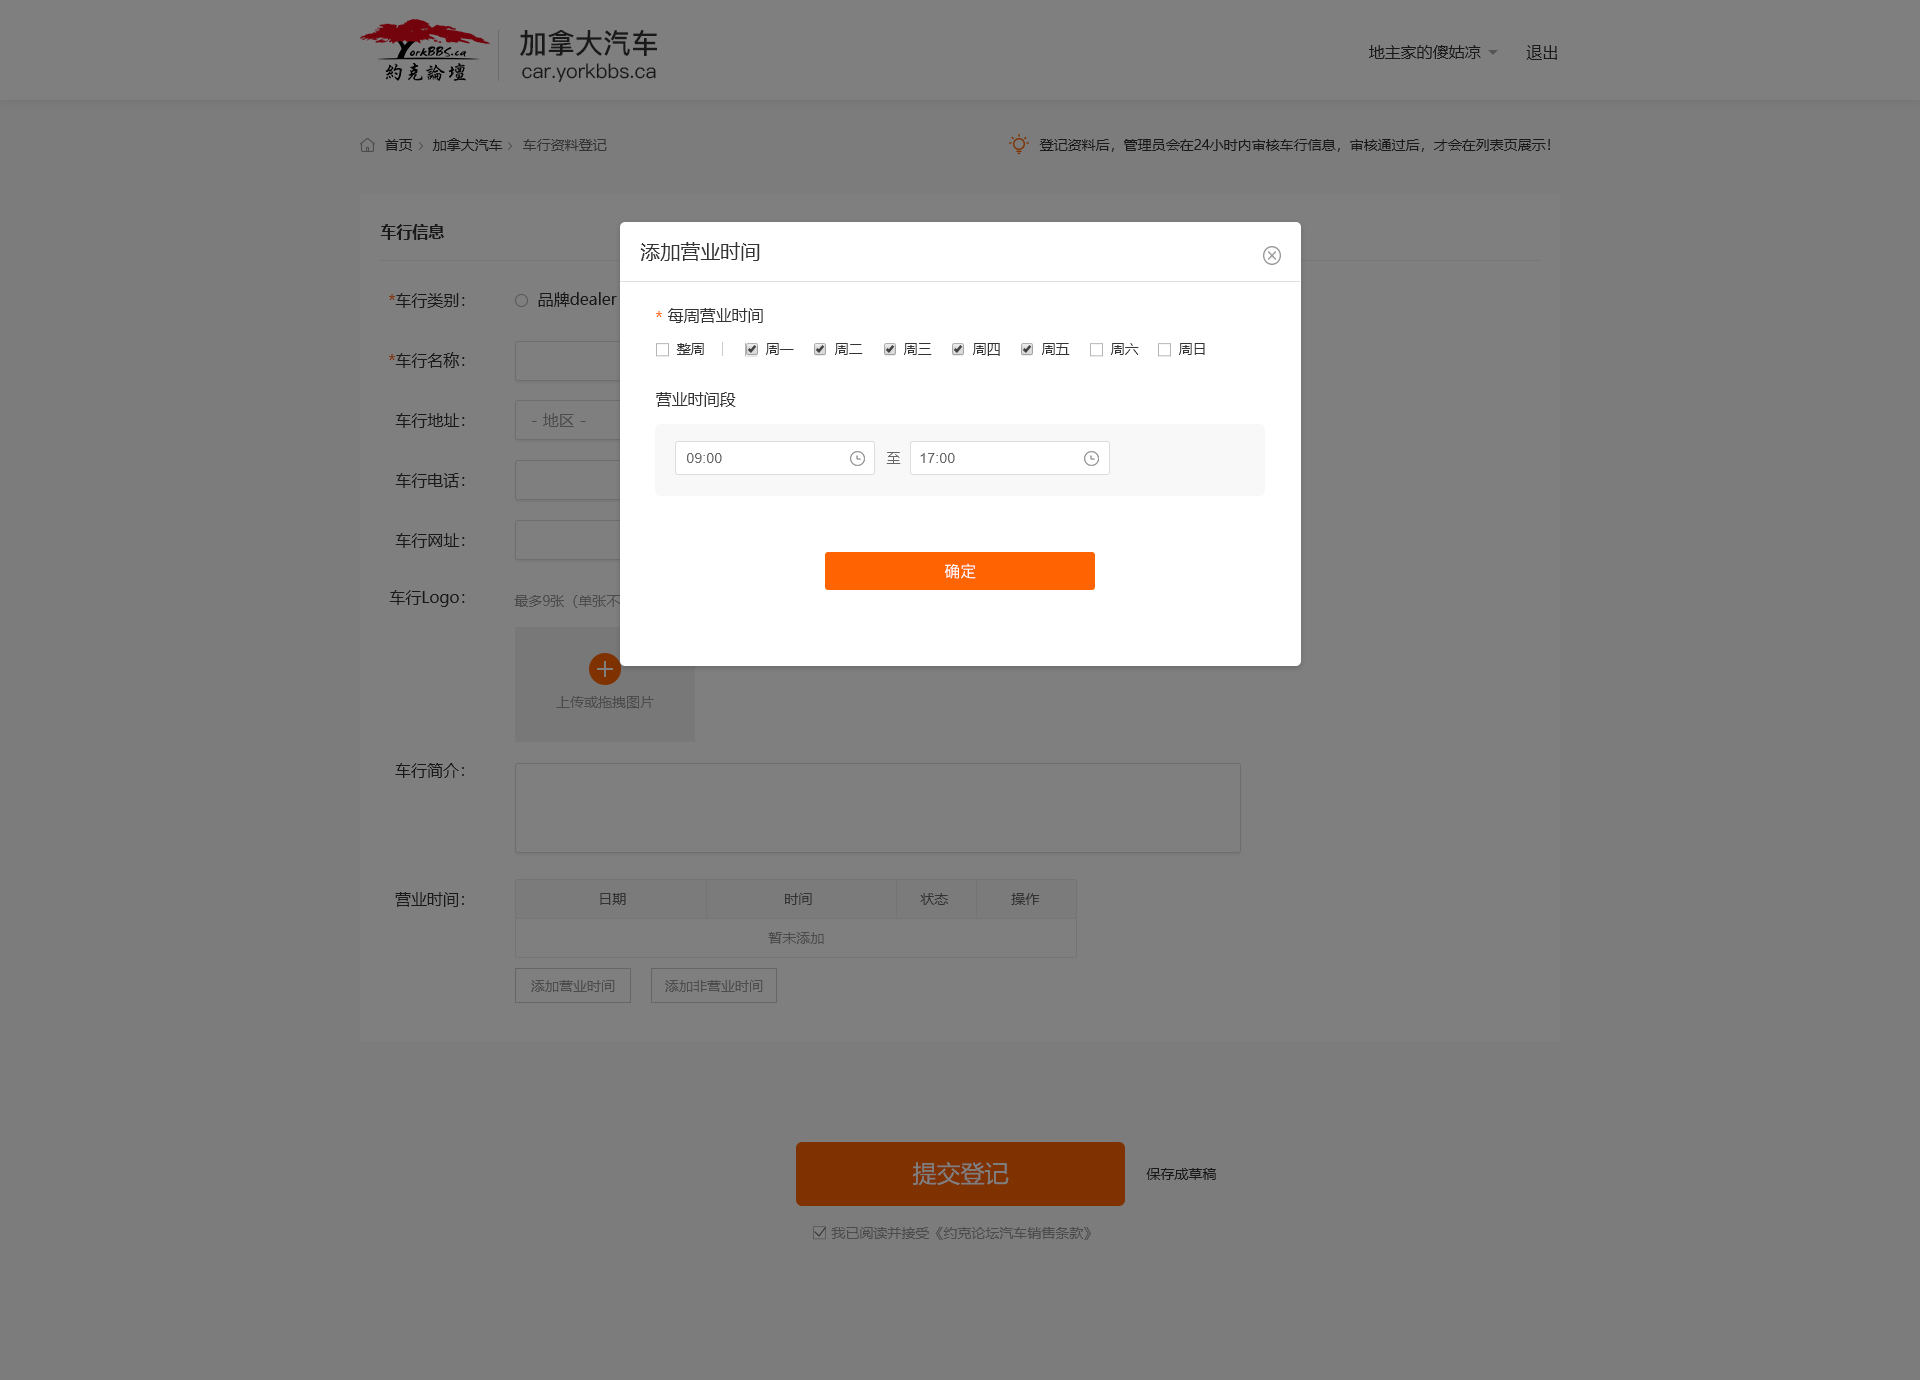 YorkBBS.ca
約克論壇
加拿大汽车
car.yorkbbs.ca
地主家的傻姑凉
退出
首页 › 加拿大汽车 › 车行资料登记
登记资料后，管理员会在24小时内审核车行信息，审核通过后，才会在列表页展示！
车行信息
添加营业时间
*车行类别：
品牌dealer
* 每周营业时间
整周 | 周一 周二 周三 周四 周五 周六 周日
*车行名称：
营业时间段
车行地址：
- 地区 -
09:00 至 17:00
车行电话：
车行网址：
确定
车行Logo：
最多9张（单张不
上传或拖拽图片
车行简介：
营业时间：
日期 时间 状态 操作
暂未添加
添加营业时间 添加非营业时间
提交登记
保存成草稿
我已阅读并接受《约克论坛汽车销售条款》